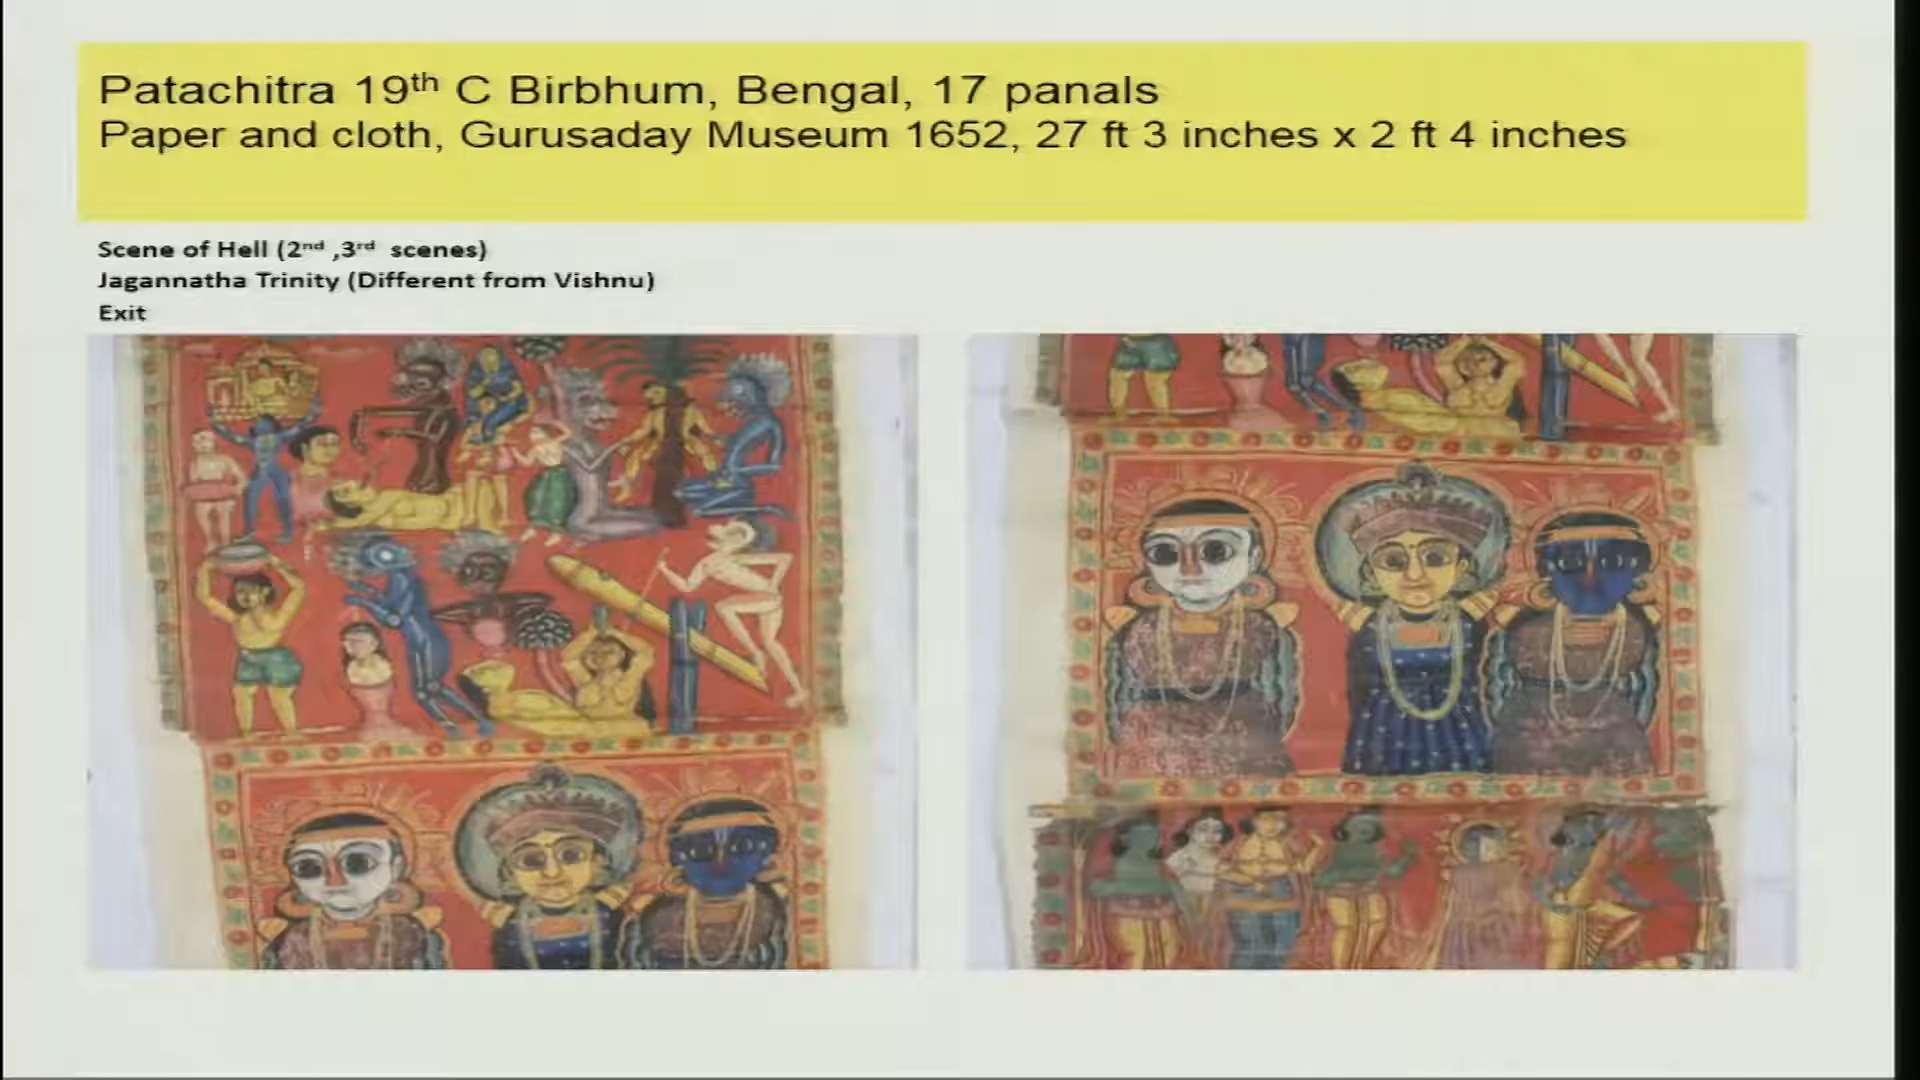 Patachitra 19th C Birbhum, Bengal, 17 panals
Paper and cloth, Gurusaday Museum 1652, 27 ft 3 inches x 2 ft 4 inches
Scene of Hell (2nd ,3rd scenes)
Jagannatha Trinity (Different from Vishnu)
Exit